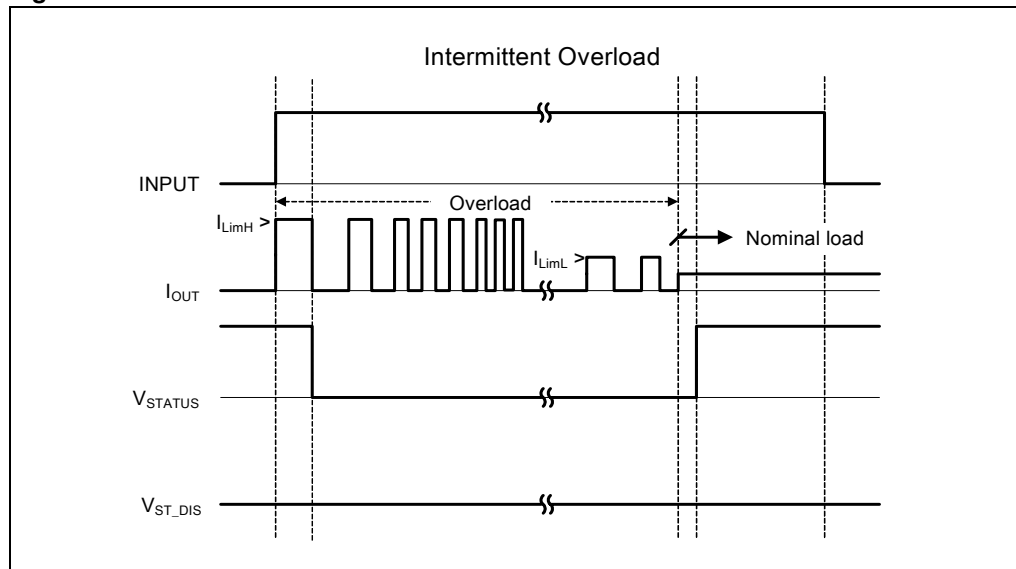 Intermittent Overload
INPUT
Overload
I_LimH >
Nominal load
I_LimL >
I_OUT
V_STATUS
V_ST_DIS